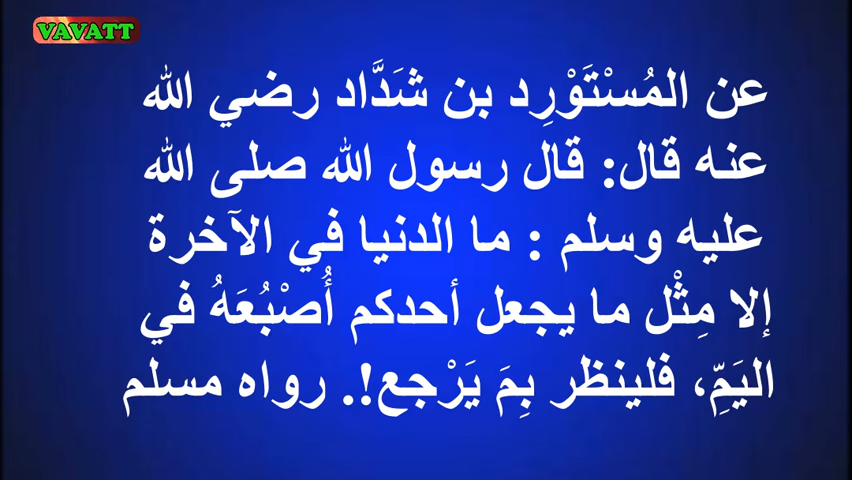 VAVATT
عن المُسْتَوْرِد بن شَدَّاد رضي الله
عنه قال: قال رسول الله صلى الله
عليه وسلم : ما الدنيا في الآخرة
إلا مِثْل ما يجعل أحدكم أُصْبُعَهُ في
اليَمِّ، فلينظر بِمَ يَرْجع!. رواه مسلم